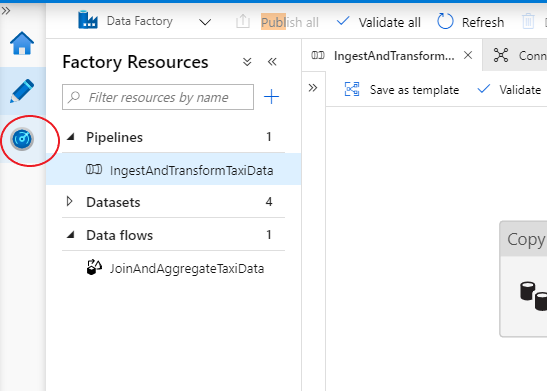 Data Factory
Publish all
Validate all
Refresh
Factory Resources
IngestAndTransform...
Conn
Filter resources by name
Save as template
Validate
Pipelines 1
IngestAndTransformTaxiData
Datasets 4
Data flows 1
JoinAndAggregateTaxiData
Copy